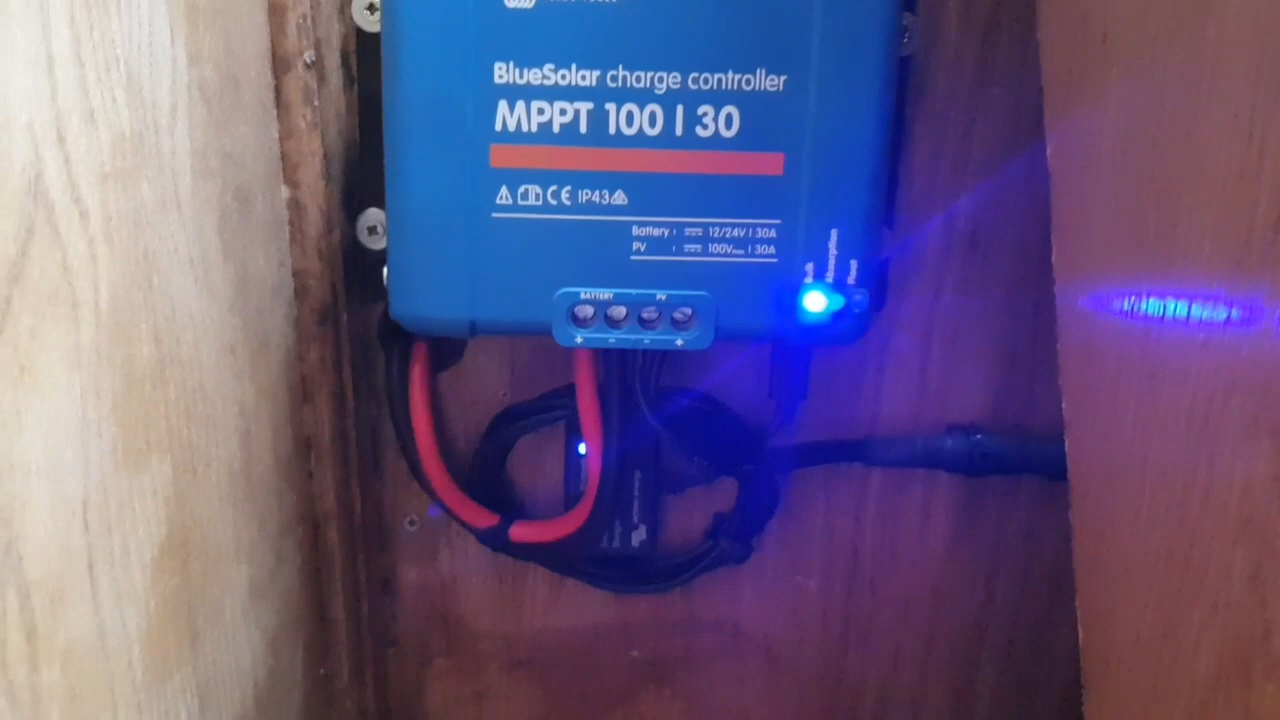 BlueSolar charge controller
MPPT 100 | 30
CE IP43
Battery : 12/24V | 30A
PV : 100Vmax | 30A
Bulk
Absorption
Float
BATTERY PV
+ − − +